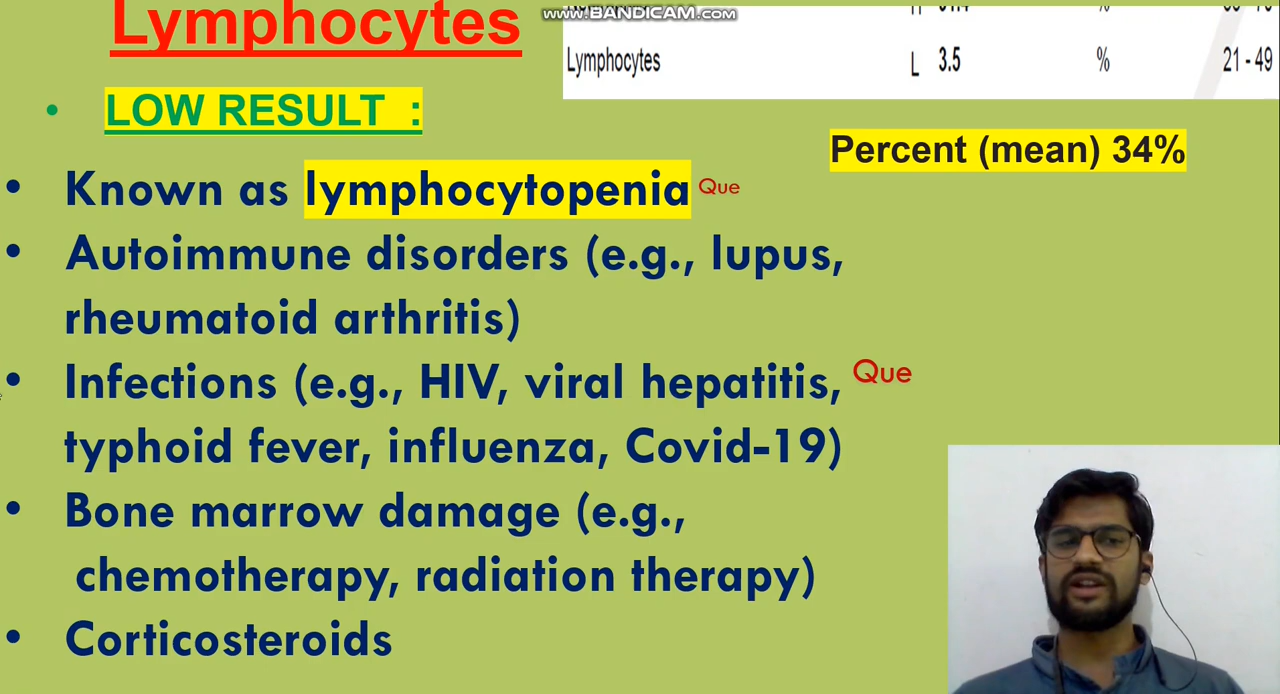 www.BANDICAM.com
Lymphocytes
Lymphocytes L 3.5 % 21 - 49
• LOW RESULT :
Percent (mean) 34%
• Known as lymphocytopenia Que
• Autoimmune disorders (e.g., lupus,
rheumatoid arthritis)
• Infections (e.g., HIV, viral hepatitis, Que
typhoid fever, influenza, Covid-19)
• Bone marrow damage (e.g.,
chemotherapy, radiation therapy)
• Corticosteroids